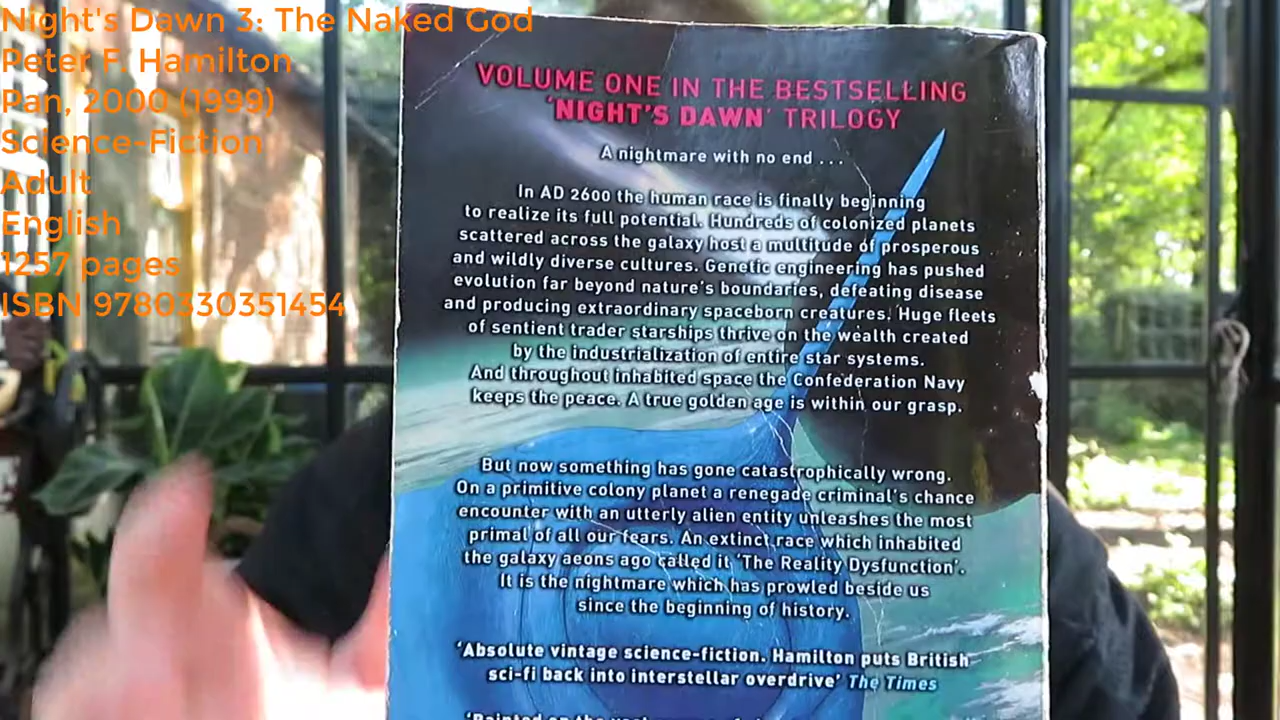 Night's Dawn 3: The Naked God
Peter F. Hamilton
Pan, 2000 (1999)
Science-Fiction
Adult
English
1257 pages
ISBN 9780330351454
VOLUME ONE IN THE BESTSELLING
'NIGHT'S DAWN' TRILOGY
A nightmare with no end . . .
In AD 2600 the human race is finally beginning
to realize its full potential. Hundreds of colonized planets
scattered across the galaxy host a multitude of prosperous
and wildly diverse cultures. Genetic engineering has pushed
evolution far beyond nature's boundaries, defeating disease
and producing extraordinary spaceborn creatures. Huge fleets
of sentient trader starships thrive on the wealth created
by the industrialization of entire star systems.
And throughout inhabited space the Confederation Navy
keeps the peace. A true golden age is within our grasp.
But now something has gone catastrophically wrong.
On a primitive colony planet a renegade criminal's chance
encounter with an utterly alien entity unleashes the most
primal of all our fears. An extinct race which inhabited
the galaxy aeons ago called it 'The Reality Dysfunction'.
It is the nightmare which has prowled beside us
since the beginning of history.
'Absolute vintage science-fiction. Hamilton puts British
sci-fi back into interstellar overdrive' The Times
'Painted on the